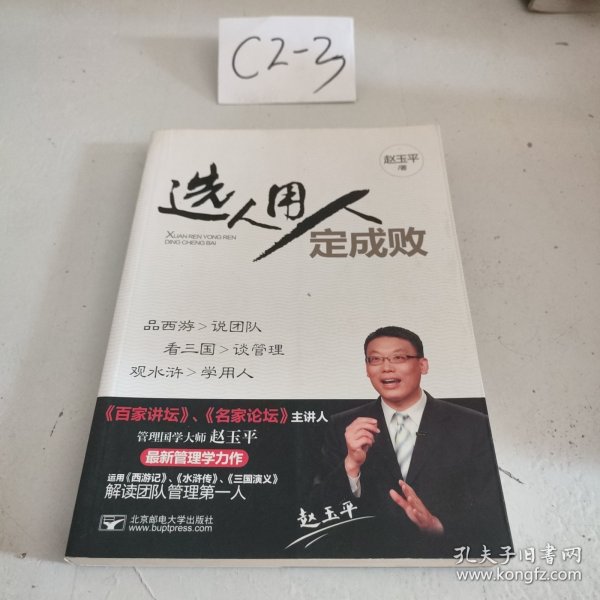 C2-3
赵玉平
/著
选人用人
XUAN REN YONG REN
DING CHENG BAI
定成败
品西游>说团队
看三国>谈管理
观水浒>学用人
《百家讲坛》、《名家论坛》主讲人
管理国学大师 赵玉平
最新管理学力作
运用《西游记》、《水浒传》、《三国演义》
解读团队管理第一人
赵玉平
北京邮电大学出版社
www.buptpress.com
孔夫子旧书网
www.kongfz.com